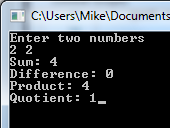 C:\Users\Mike\Documents
Enter two numbers
2 2
Sum: 4
Difference: 0
Product: 4
Quotient: 1